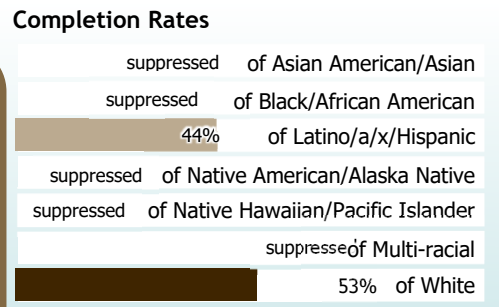 Completion Rates
suppressed of Asian American/Asian
suppressed of Black/African American
44% of Latino/a/x/Hispanic
suppressed of Native American/Alaska Native
suppressed of Native Hawaiian/Pacific Islander
suppresse of Multi-racial
53% of White